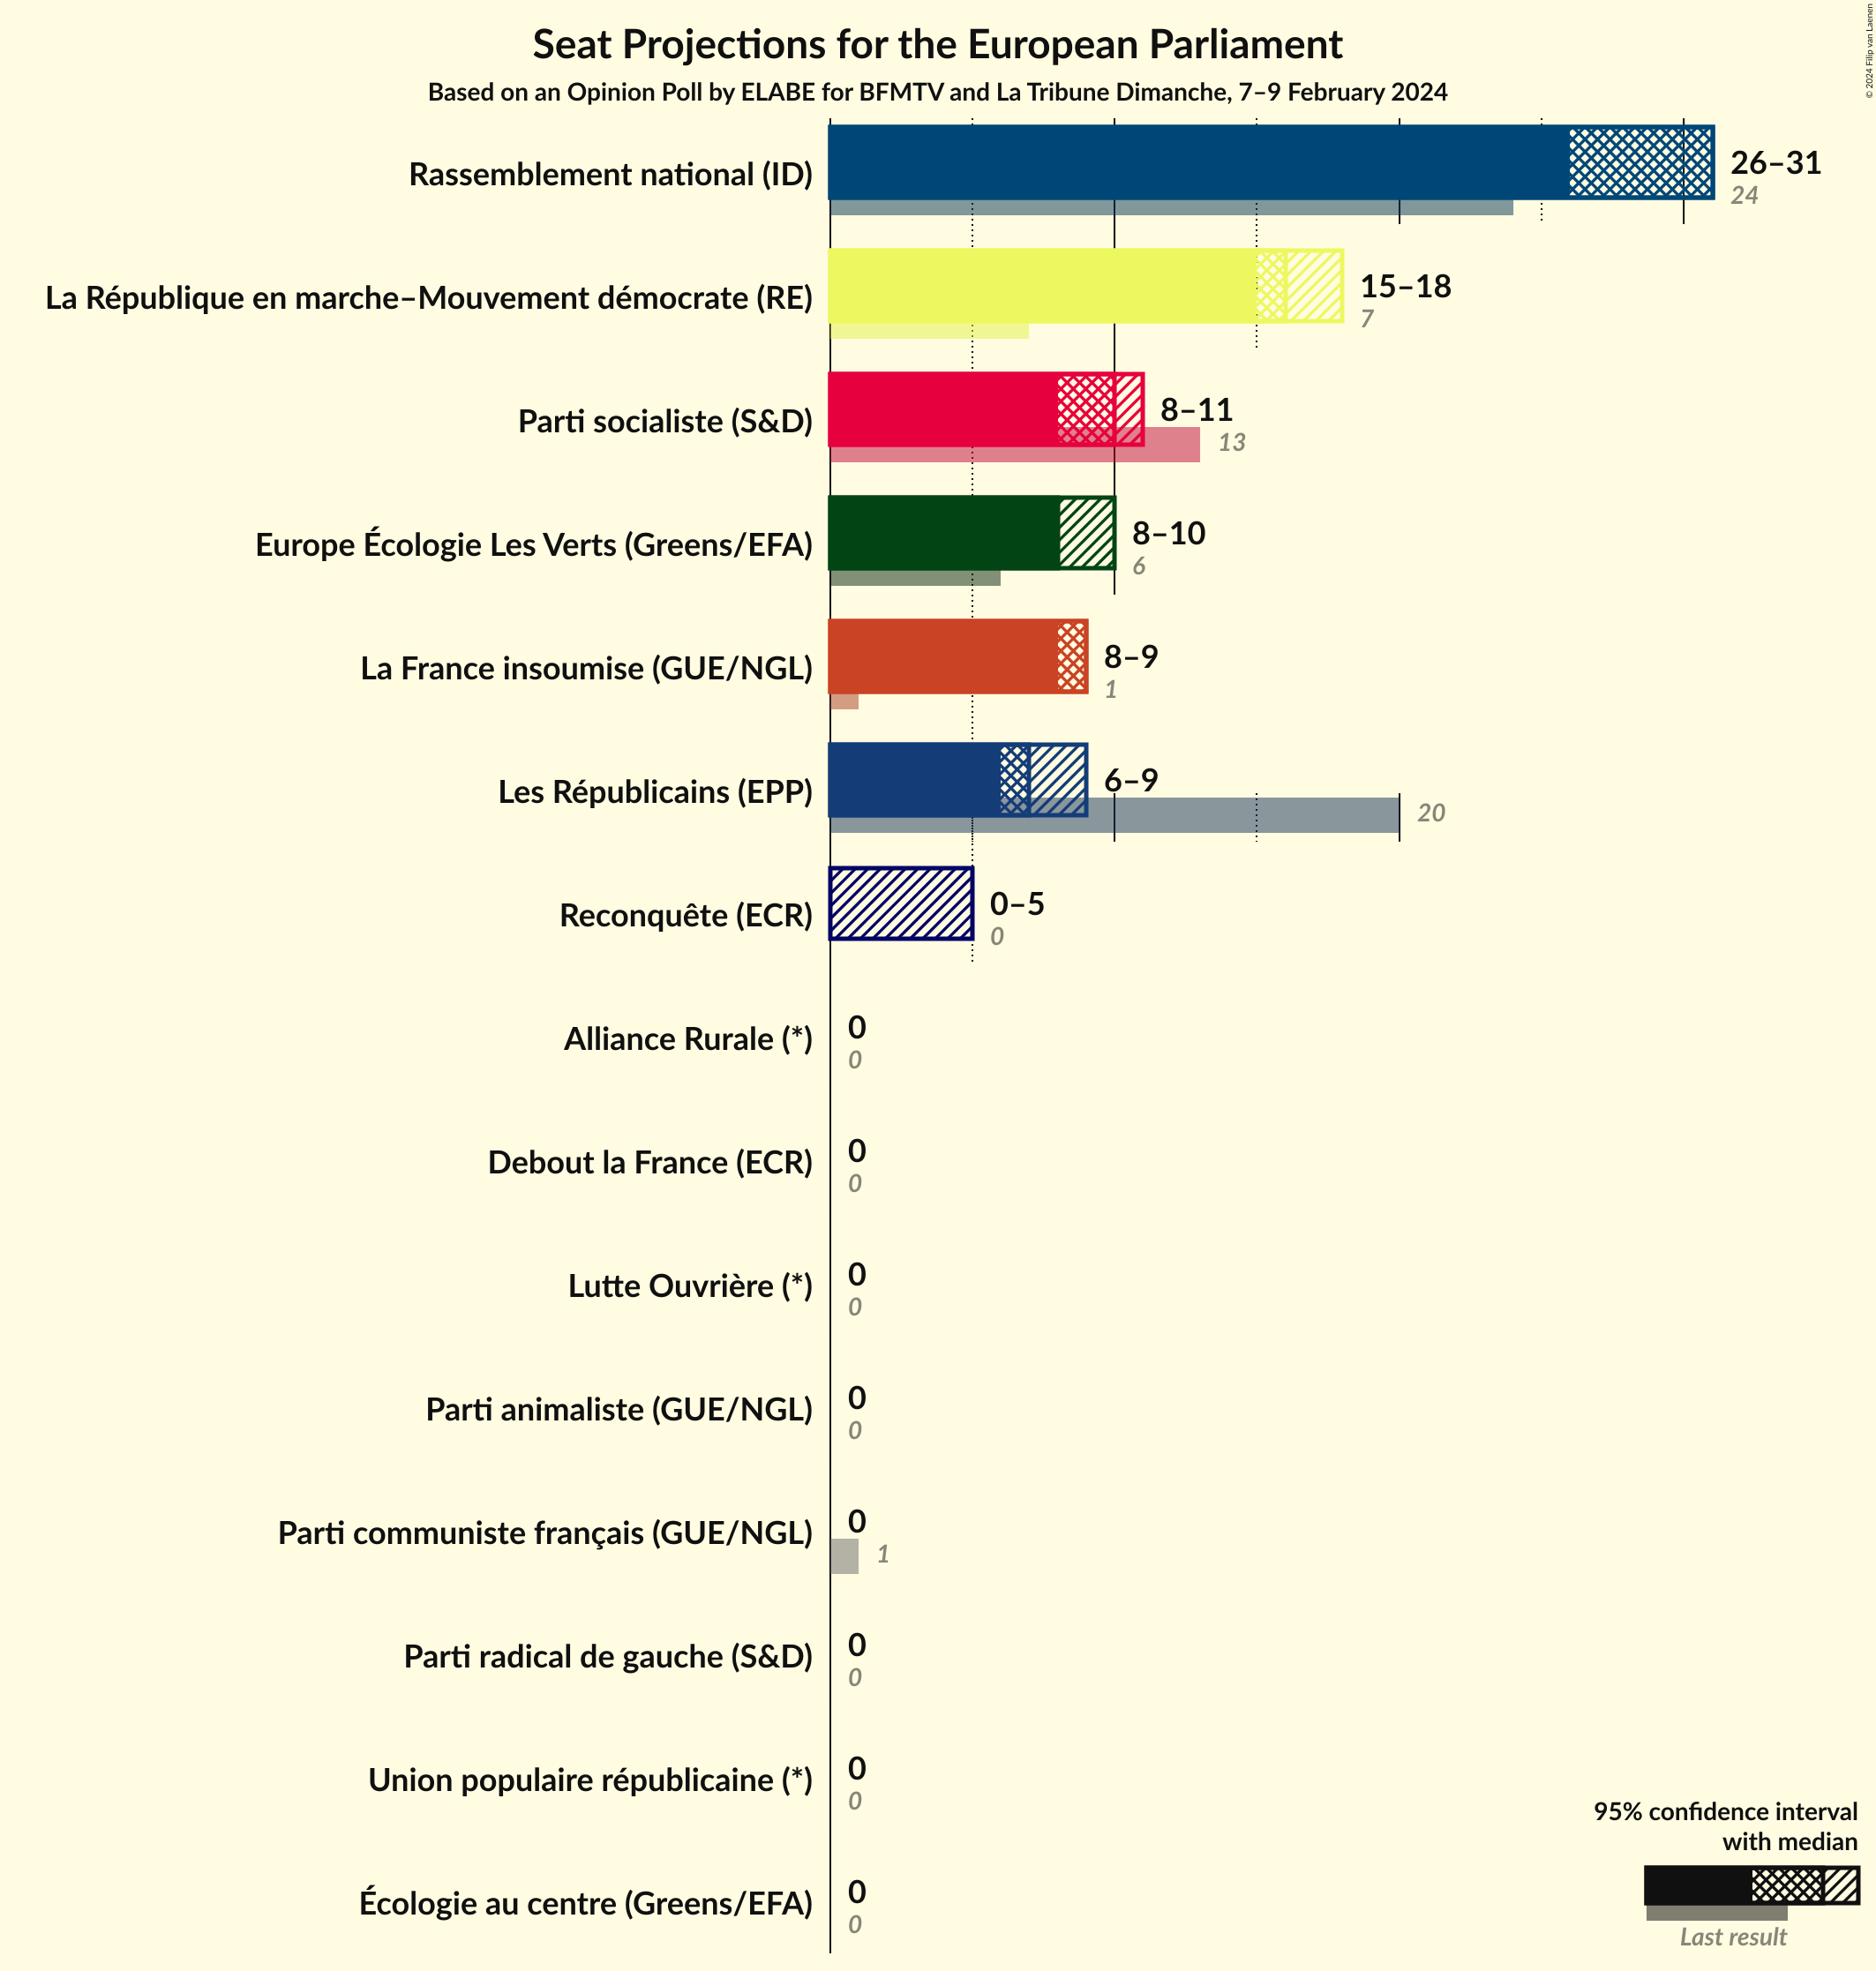 Seat Projections for the European Parliament
Based on an Opinion Poll by ELABE for BFMTV and La Tribune Dimanche, 7–9 February 2024
© 2024 Filip van Laenen
Rassemblement national (ID)
26–31
24
La République en marche–Mouvement démocrate (RE)
15–18
7
Parti socialiste (S&D)
8–11
13
Europe Écologie Les Verts (Greens/EFA)
8–10
6
La France insoumise (GUE/NGL)
8–9
1
Les Républicains (EPP)
6–9
20
Reconquête (ECR)
0–5
0
Alliance Rurale (*)
0
0
Debout la France (ECR)
0
0
Lutte Ouvrière (*)
0
0
Parti animaliste (GUE/NGL)
0
0
Parti communiste français (GUE/NGL)
0
1
Parti radical de gauche (S&D)
0
0
Union populaire républicaine (*)
0
0
Écologie au centre (Greens/EFA)
0
0
95% confidence interval
with median
Last result